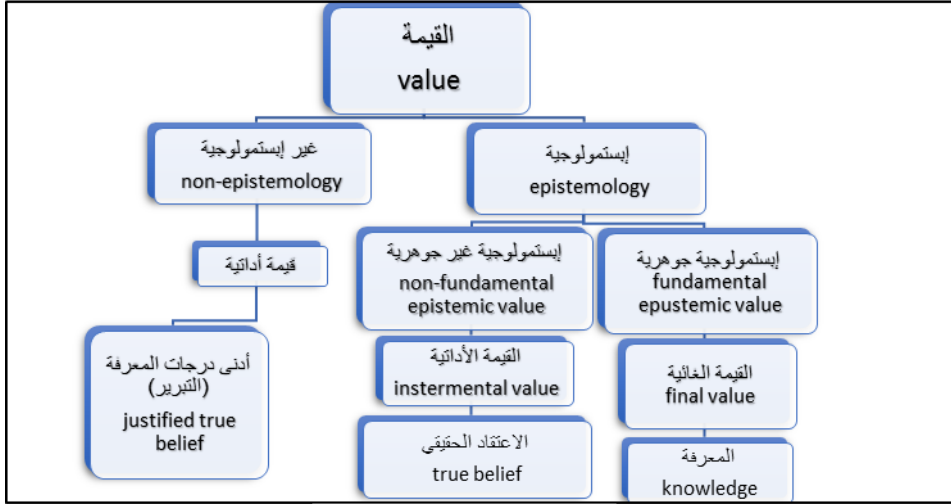 القيمة
value
غير إبستمولوجية
non-epistemology
إبستمولوجية
epistemology
قيمة أداتية
إبستمولوجية غير جوهرية
non-fundamental
epistemic value
إبستمولوجية جوهرية
fundamental
epustemic value
أدنى درجات المعرفة
(التبرير)
justified true
belief
القيمة الأداتية
instermental value
القيمة الغائية
final value
الاعتقاد الحقيقي
true belief
المعرفة
knowledge